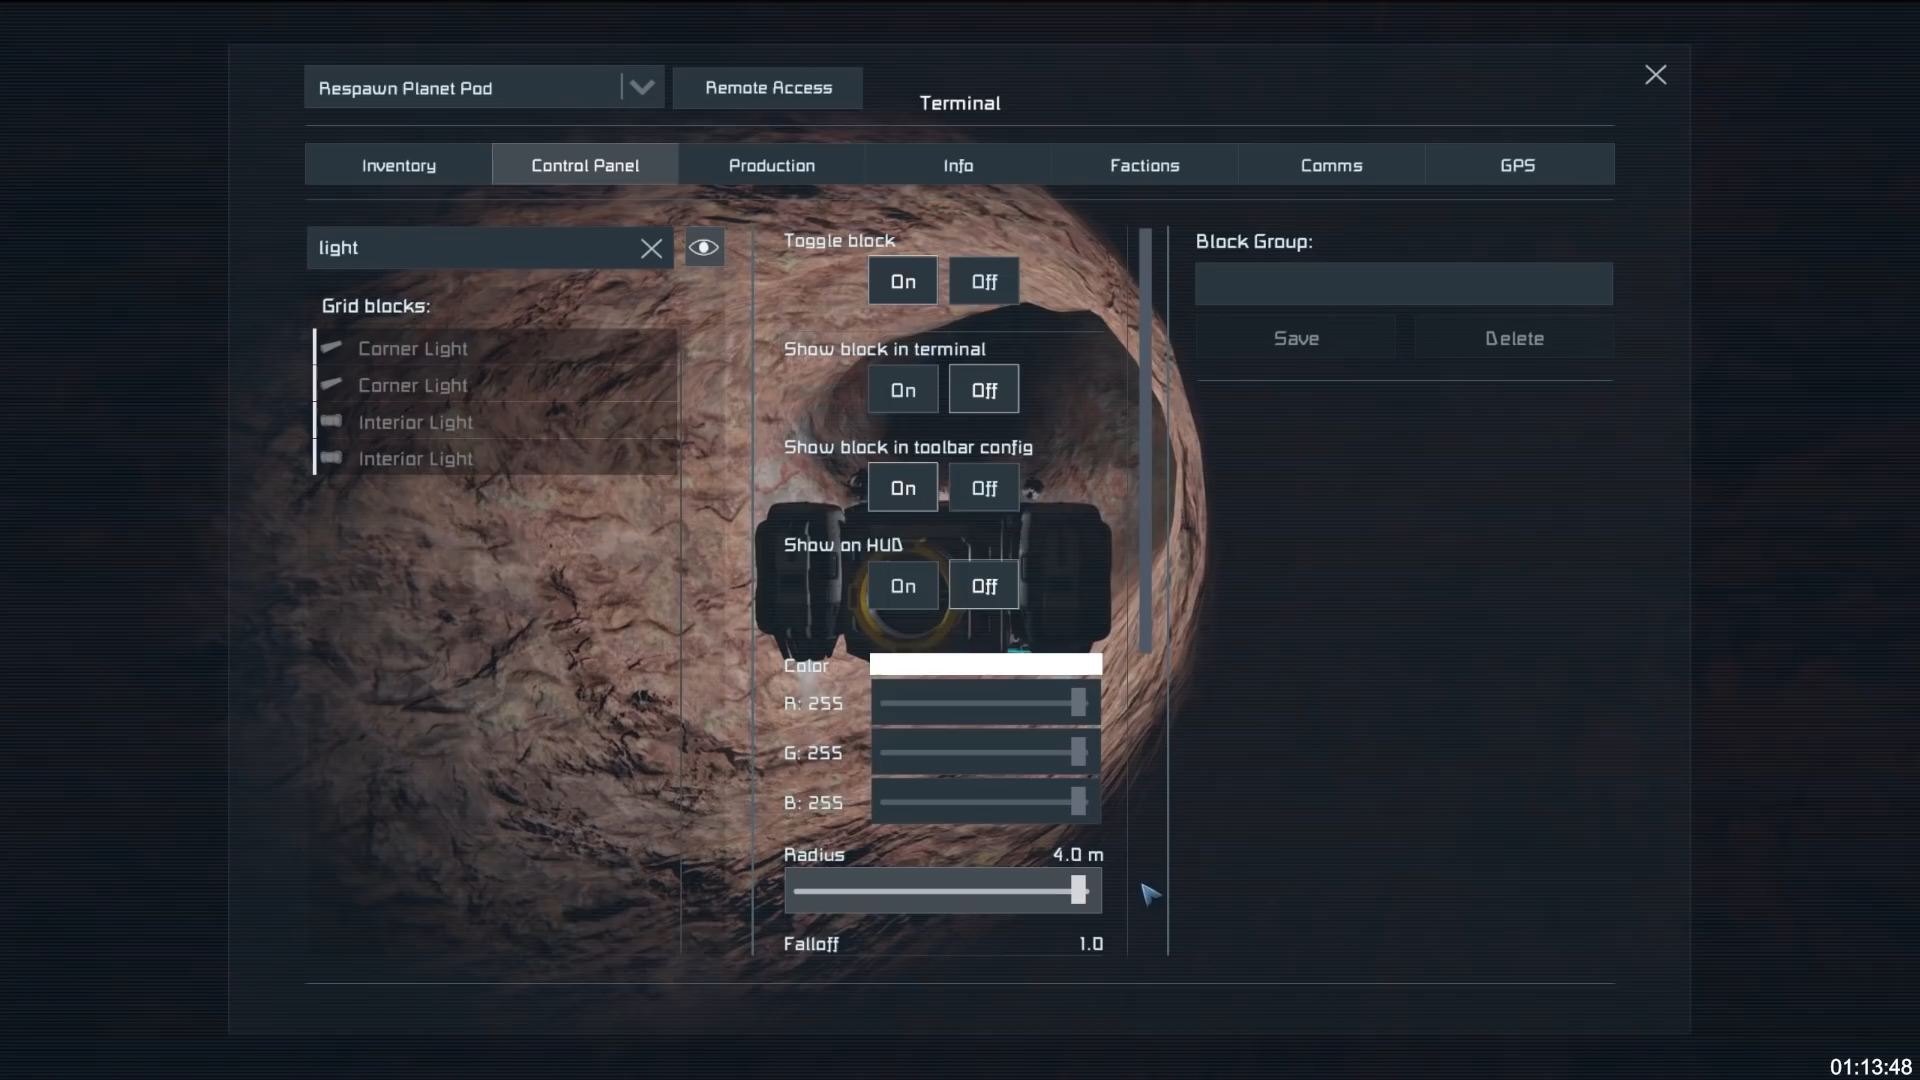 Respawn Planet Pod
Remote Access
Terminal
Inventory
Control Panel
Production
Info
Factions
Comms
GPS
light
Grid blocks:
Corner Light
Corner Light
Interior Light
Interior Light
Toggle block
On Off
Show block in terminal
On Off
Show block in toolbar config
On Off
Show on HUD
On Off
Color
R: 255
G: 255
B: 255
Radius 4.0 m
Falloff 1.0
Block Group:
Save Delete
01:13:48